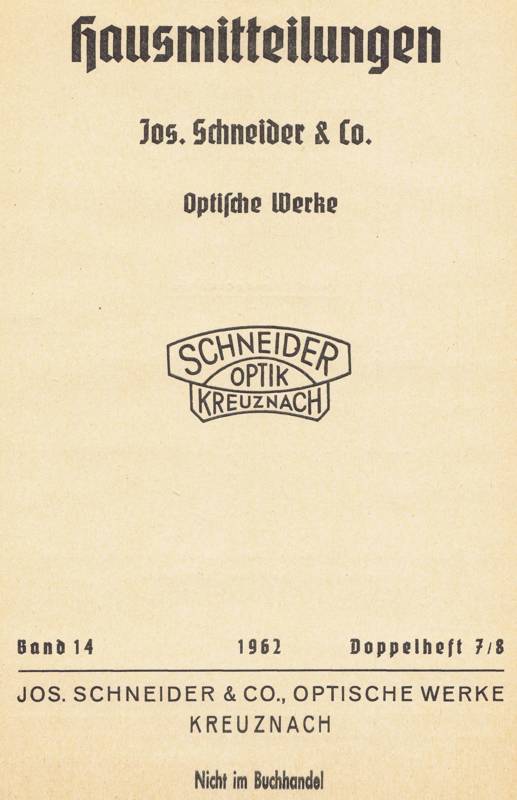 Hausmitteilungen
Jos. Schneider & Co.
Optiſche Werke
SCHNEIDER
OPTIK
KREUZNACH
Band 14 1962 Doppelheft 7/8
JOS. SCHNEIDER & CO., OPTISCHE WERKE
KREUZNACH
Nicht im Buchhandel